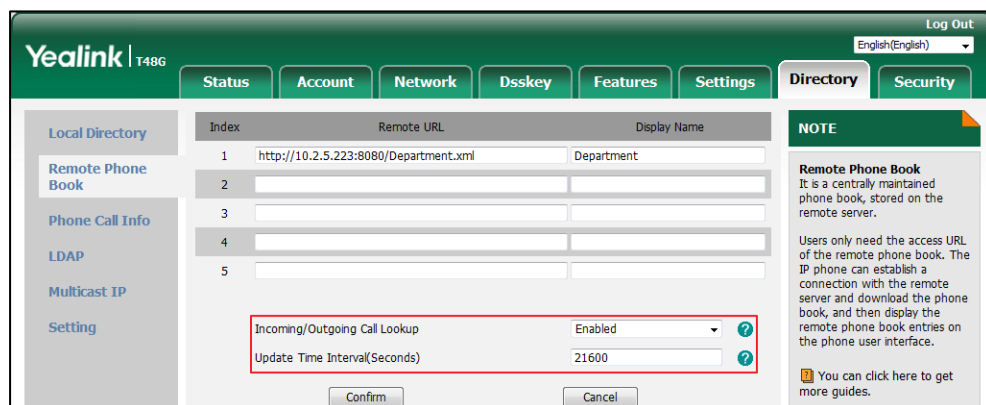 Log Out
English(English)
Yealink T48G
Status Account Network Dsskey Features Settings Directory Security
Local Directory
Remote Phone
Book
Phone Call Info
LDAP
Multicast IP
Setting
Index Remote URL Display Name
1 http://10.2.5.223:8080/Department.xml Department
2
3
4
5
Incoming/Outgoing Call Lookup Enabled ?
Update Time Interval(Seconds) 21600 ?
Confirm Cancel
NOTE
Remote Phone Book
It is a centrally maintained
phone book, stored on the
remote server.
Users only need the access URL
of the remote phone book. The
IP phone can establish a
connection with the remote
server and download the phone
book, and then display the
remote phone book entries on
the phone user interface.
You can click here to get
more guides.